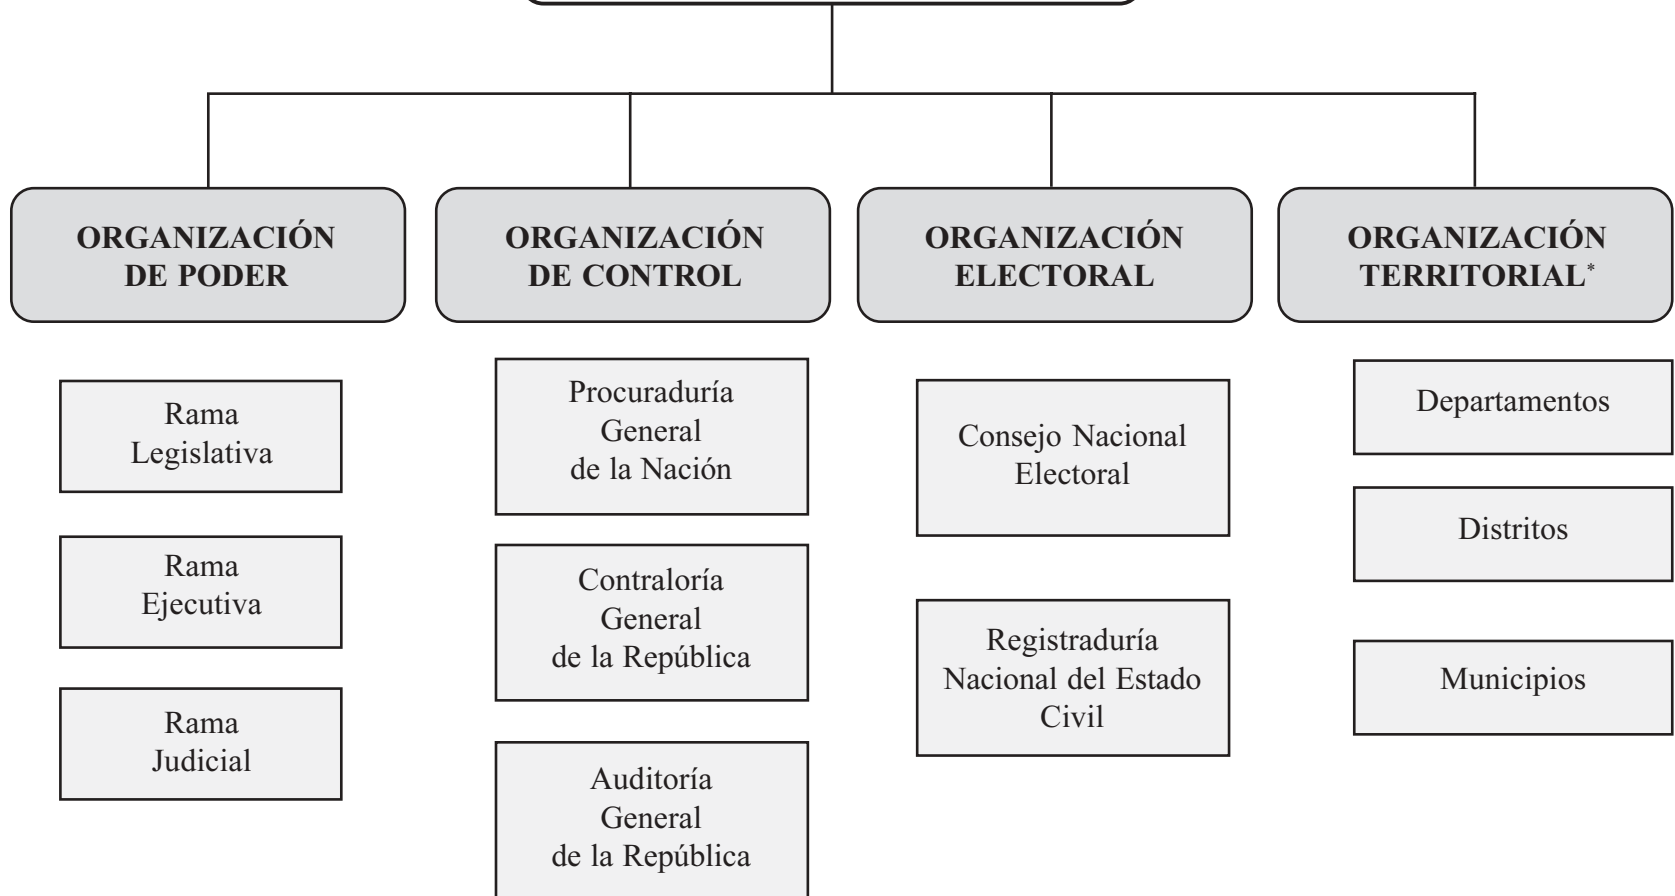 ORGANIZACIÓN
DE PODER
Rama
Legislativa
Rama
Ejecutiva
Rama
Judicial
ORGANIZACIÓN
DE CONTROL
Procuraduría
General
de la Nación
Contraloría
General
de la República
Auditoría
General
de la República
ORGANIZACIÓN
ELECTORAL
Consejo Nacional
Electoral
Registraduría
Nacional del Estado
Civil
ORGANIZACIÓN
TERRITORIAL*
Departamentos
Distritos
Municipios